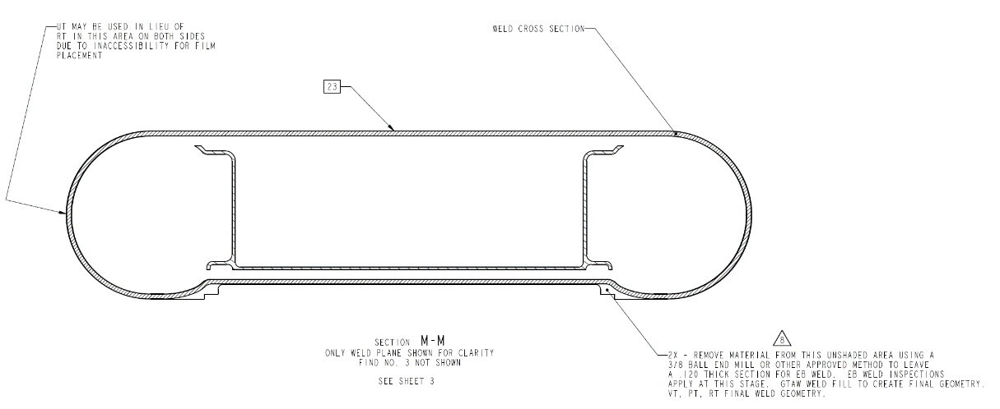 UT MAY BE USED IN LIEU OF
RT IN THIS AREA ON BOTH SIDES
DUE TO INACCESSIBILITY FOR FILM
PLACEMENT
WELD CROSS SECTION
23
SECTION M-M
ONLY WELD PLANE SHOWN FOR CLARITY
FIND NO. 3 NOT SHOWN
SEE SHEET 3
8
2X - REMOVE MATERIAL FROM THIS UNSHADED AREA USING A
3/8 BALL END MILL OR OTHER APPROVED METHOD TO LEAVE
A .120 THICK SECTION FOR EB WELD. EB WELD INSPECTIONS
APPLY AT THIS STAGE. GTAW WELD FILL TO CREATE FINAL GEOMETRY.
VT, PT, RT FINAL WELD GEOMETRY.